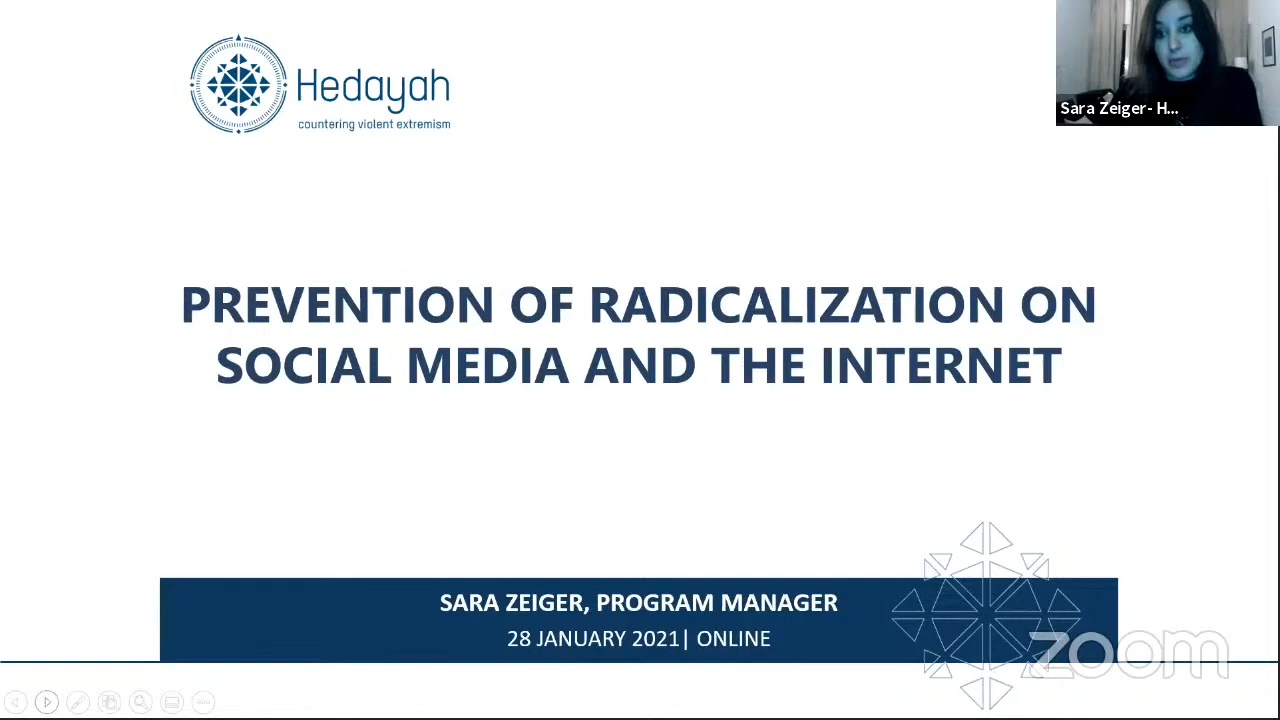 Hedayah
countering violent extremism
Sara Zeiger- H...
PREVENTION OF RADICALIZATION ON
SOCIAL MEDIA AND THE INTERNET
SARA ZEIGER, PROGRAM MANAGER
28 JANUARY 2021| ONLINE
zoom